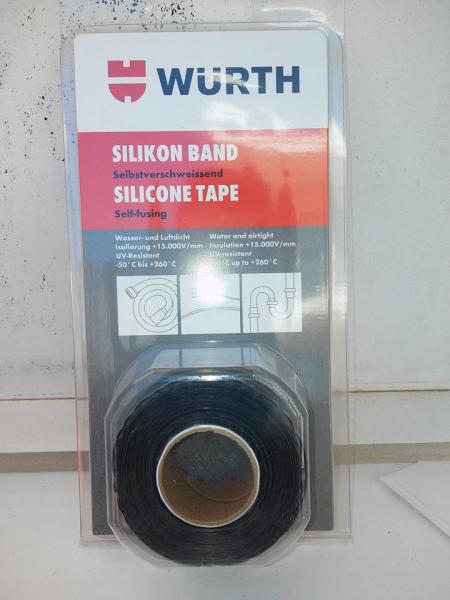 WÜRTH
SILIKON BAND
Selbstverschweissend
SILICONE TAPE
Self-fusing
Wasser- und Luftdicht
Isolierung +15.000V/mm
UV-Resistent
-50°C bis +260°C
Water and airtight
Insulation +15.000V/mm
UV-resistant
°C up to +260°C